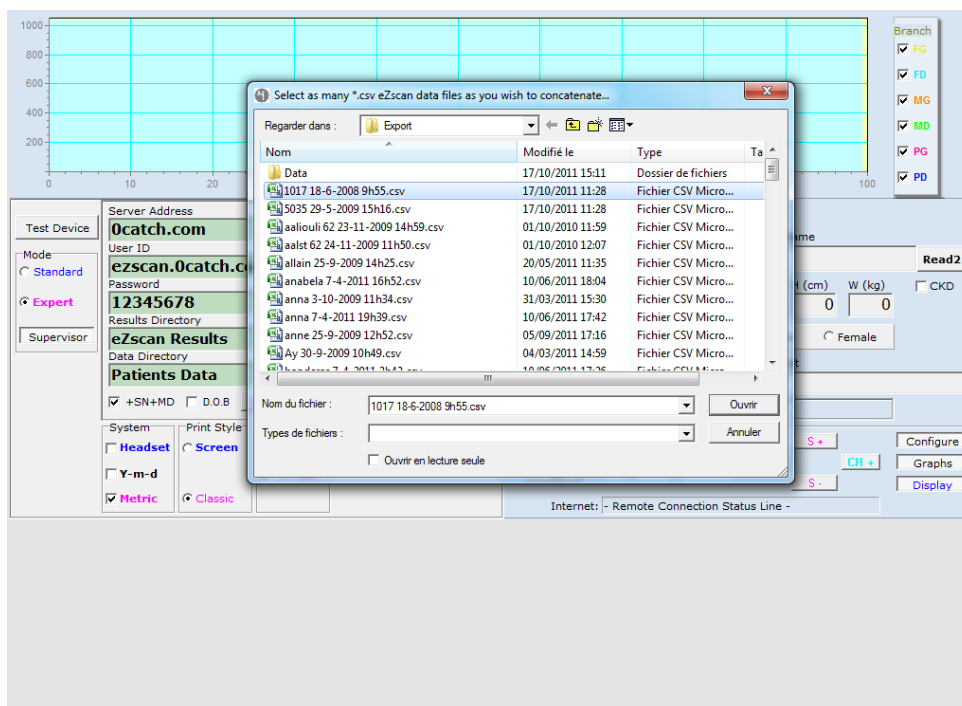 1000
800
600
400
200
0
10
20
100
Branch
FG
FD
MG
MD
PG
PD
Select as many *.csv eZscan data files as you wish to concatenate...
Regarder dans :
Export
Nom Modifié le Type Ta
Data 17/10/2011 15:11 Dossier de fichiers
1017 18-6-2008 9h55.csv 17/10/2011 11:28 Fichier CSV Micro...
5035 29-5-2009 15h16.csv 17/10/2011 11:28 Fichier CSV Micro...
aaliouli 62 23-11-2009 14h59.csv 01/10/2010 11:59 Fichier CSV Micro...
aalst 62 24-11-2009 11h50.csv 01/10/2010 12:07 Fichier CSV Micro...
allain 25-9-2009 14h25.csv 20/05/2011 11:35 Fichier CSV Micro...
anabela 7-4-2011 16h52.csv 10/06/2011 18:04 Fichier CSV Micro...
anna 3-10-2009 11h34.csv 31/03/2011 15:30 Fichier CSV Micro...
anna 7-4-2011 19h39.csv 10/06/2011 17:42 Fichier CSV Micro...
anne 25-9-2009 12h52.csv 05/09/2011 17:16 Fichier CSV Micro...
Ay 30-9-2009 10h49.csv 04/03/2011 14:59 Fichier CSV Micro...
Nom du fichier : 1017 18-6-2008 9h55.csv Ouvrir
Types de fichiers : Annuler
Ouvrir en lecture seule
Test Device
Mode
Standard
Expert
Supervisor
Server Address
0catch.com
User ID
ezscan.0catch.c
Password
12345678
Results Directory
eZscan Results
Data Directory
Patients Data
+SN+MD D.O.B
System
Headset
Y-m-d
Metric
Print Style
Screen
Classic
ame
Read2
(cm) W (kg) CKD
0 0
Female
S +
CH +
S -
Configure
Graphs
Display
Internet: - Remote Connection Status Line -